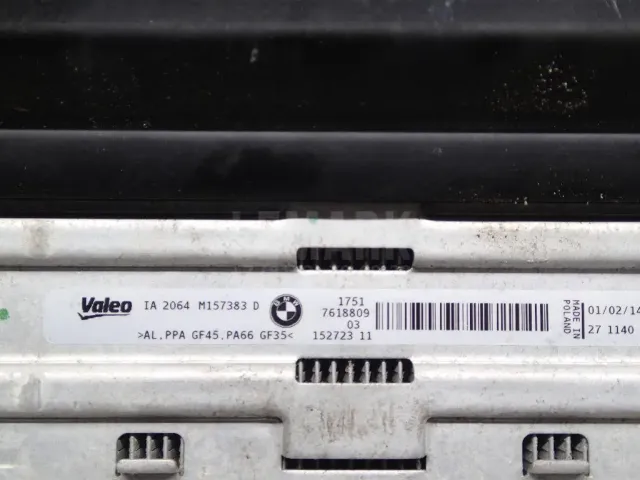 Valeo IA 2064 M157383 D
>AL.PPA GF45.PA66 GF35<
BMW
1751
7618809
03
152723 11
MADE IN
POLAND
01/02/14
27 1140